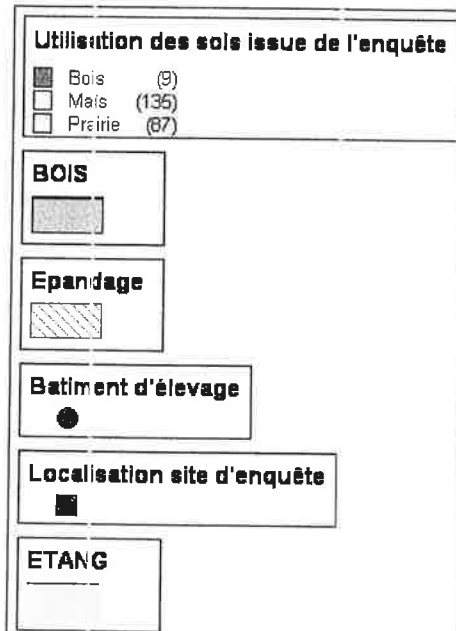 Utilisation des sols issue de l'enquête
Bois (9)
Maïs (135)
Prairie (87)
BOIS
Epandage
Batiment d'élevage
Localisation site d'enquête
ETANG